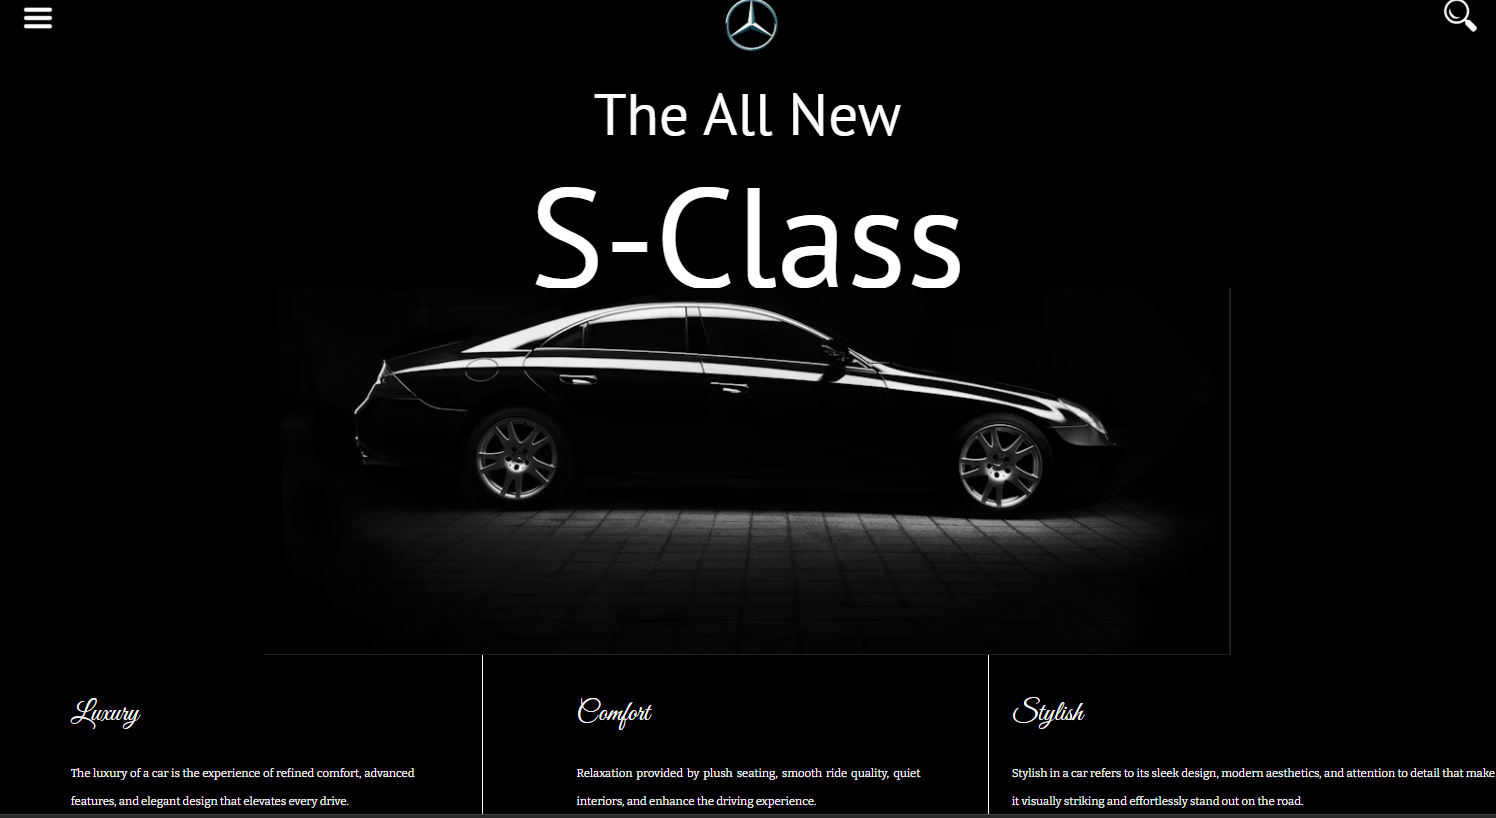 The All New
S-Class
Luxury
The luxury of a car is the experience of refined comfort, advanced
features, and elegant design that elevates every drive.
Comfort
Relaxation provided by plush seating, smooth ride quality, quiet
interiors, and enhance the driving experience.
Stylish
Stylish in a car refers to its sleek design, modern aesthetics, and attention to detail that make
it visually striking and effortlessly stand out on the road.